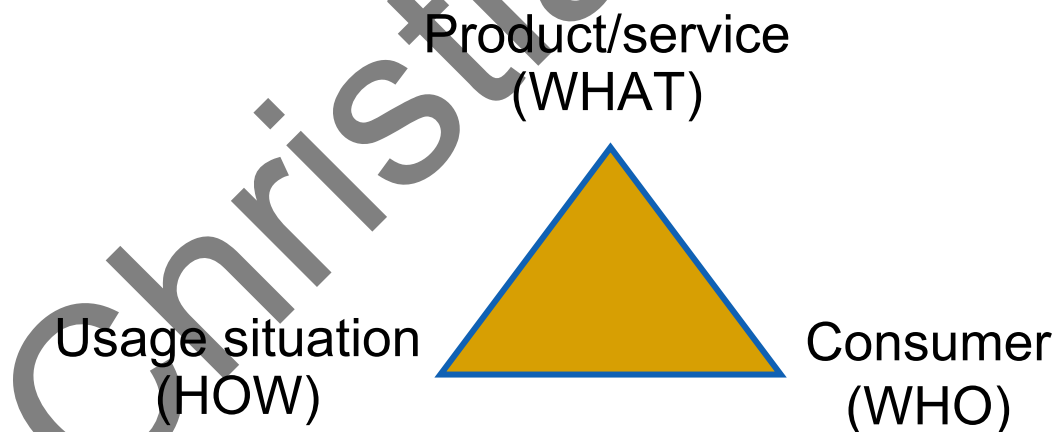 Product/service
(WHAT)
Usage situation
(HOW)
Consumer
(WHO)